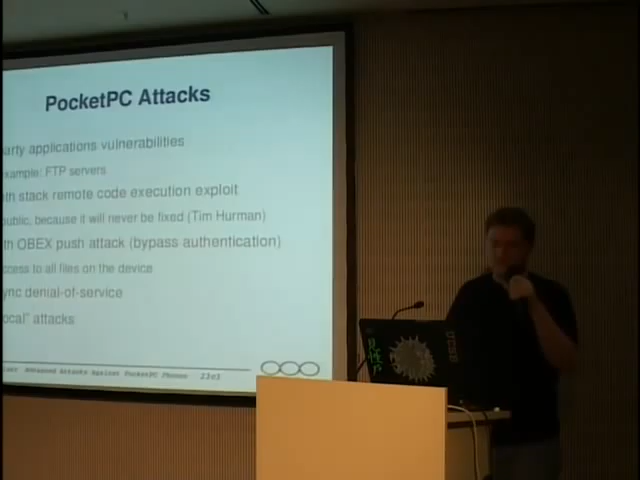 PocketPC Attacks
arty applications vulnerabilities
example: FTP servers
oth stack remote code execution exploit
public, because it will never be fixed (Tim Hurman)
th OBEX push attack (bypass authentication)
ccess to all files on the device
ync denial-of-service
ocal" attacks
Advanced Attacks Against PocketPC Phones